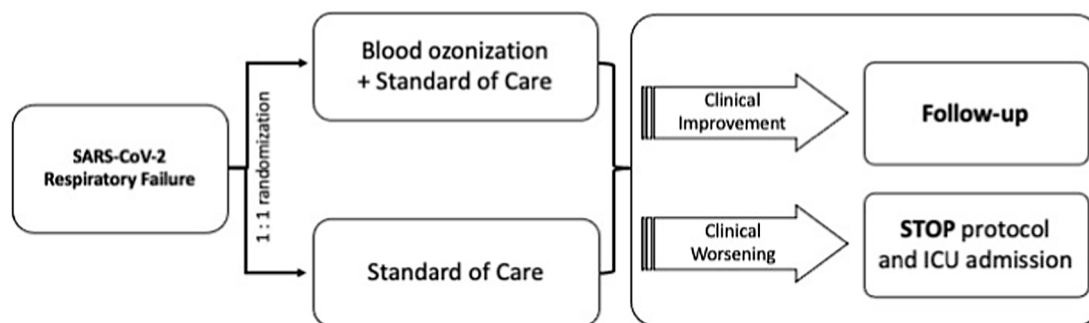 SARS-CoV-2
Respiratory Failure
1 : 1 randomization
Blood ozonization
+ Standard of Care
Standard of Care
Clinical
Improvement
Follow-up
Clinical
Worsening
STOP protocol
and ICU admission